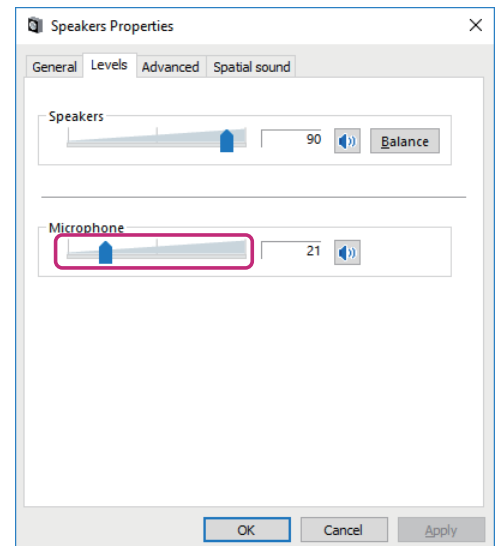 Speakers Properties
General Levels Advanced Spatial sound
Speakers
90 Balance
Microphone
21
OK Cancel Apply